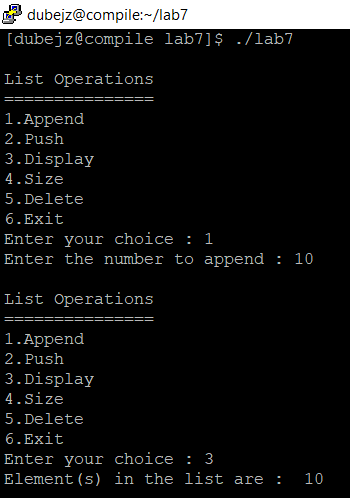 dubejz@compile:~/lab7
[dubejz@compile lab7]$ ./lab7
List Operations
===============
1.Append
2.Push
3.Display
4.Size
5.Delete
6.Exit
Enter your choice : 1
Enter the number to append : 10
List Operations
===============
1.Append
2.Push
3.Display
4.Size
5.Delete
6.Exit
Enter your choice : 3
Element(s) in the list are :  10